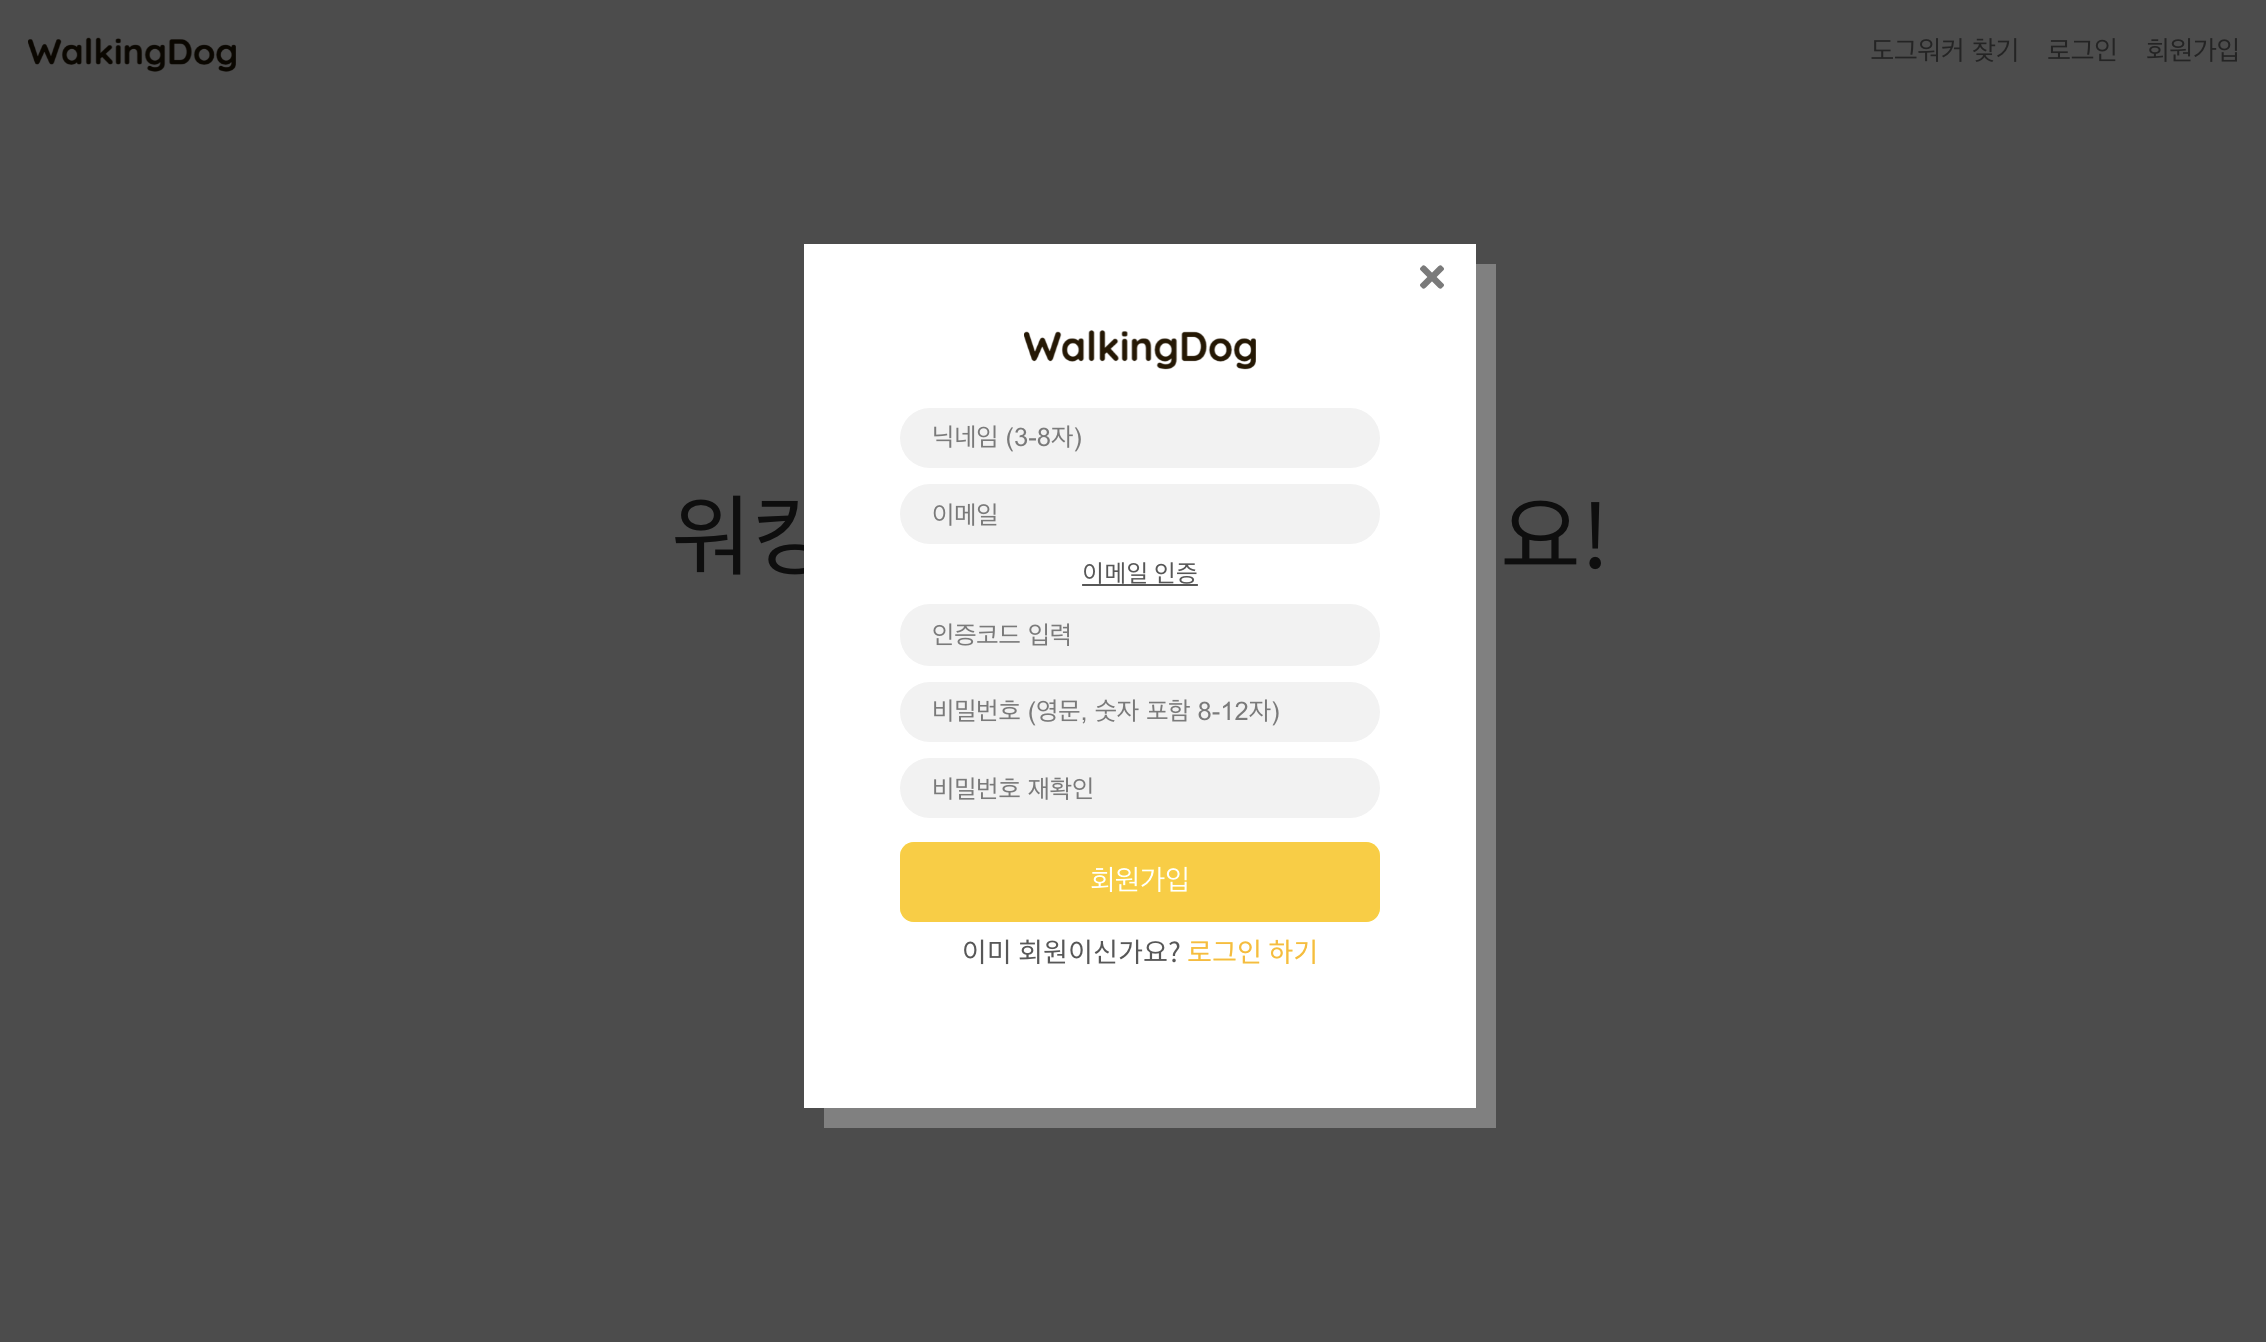 WalkingDog
도그워커 찾기 로그인 회원가입
WalkingDog
닉네임 (3-8자)
이메일
워킹 요!
이메일 인증
인증코드 입력
비밀번호 (영문, 숫자 포함 8-12자)
비밀번호 재확인
회원가입
이미 회원이신가요? 로그인 하기